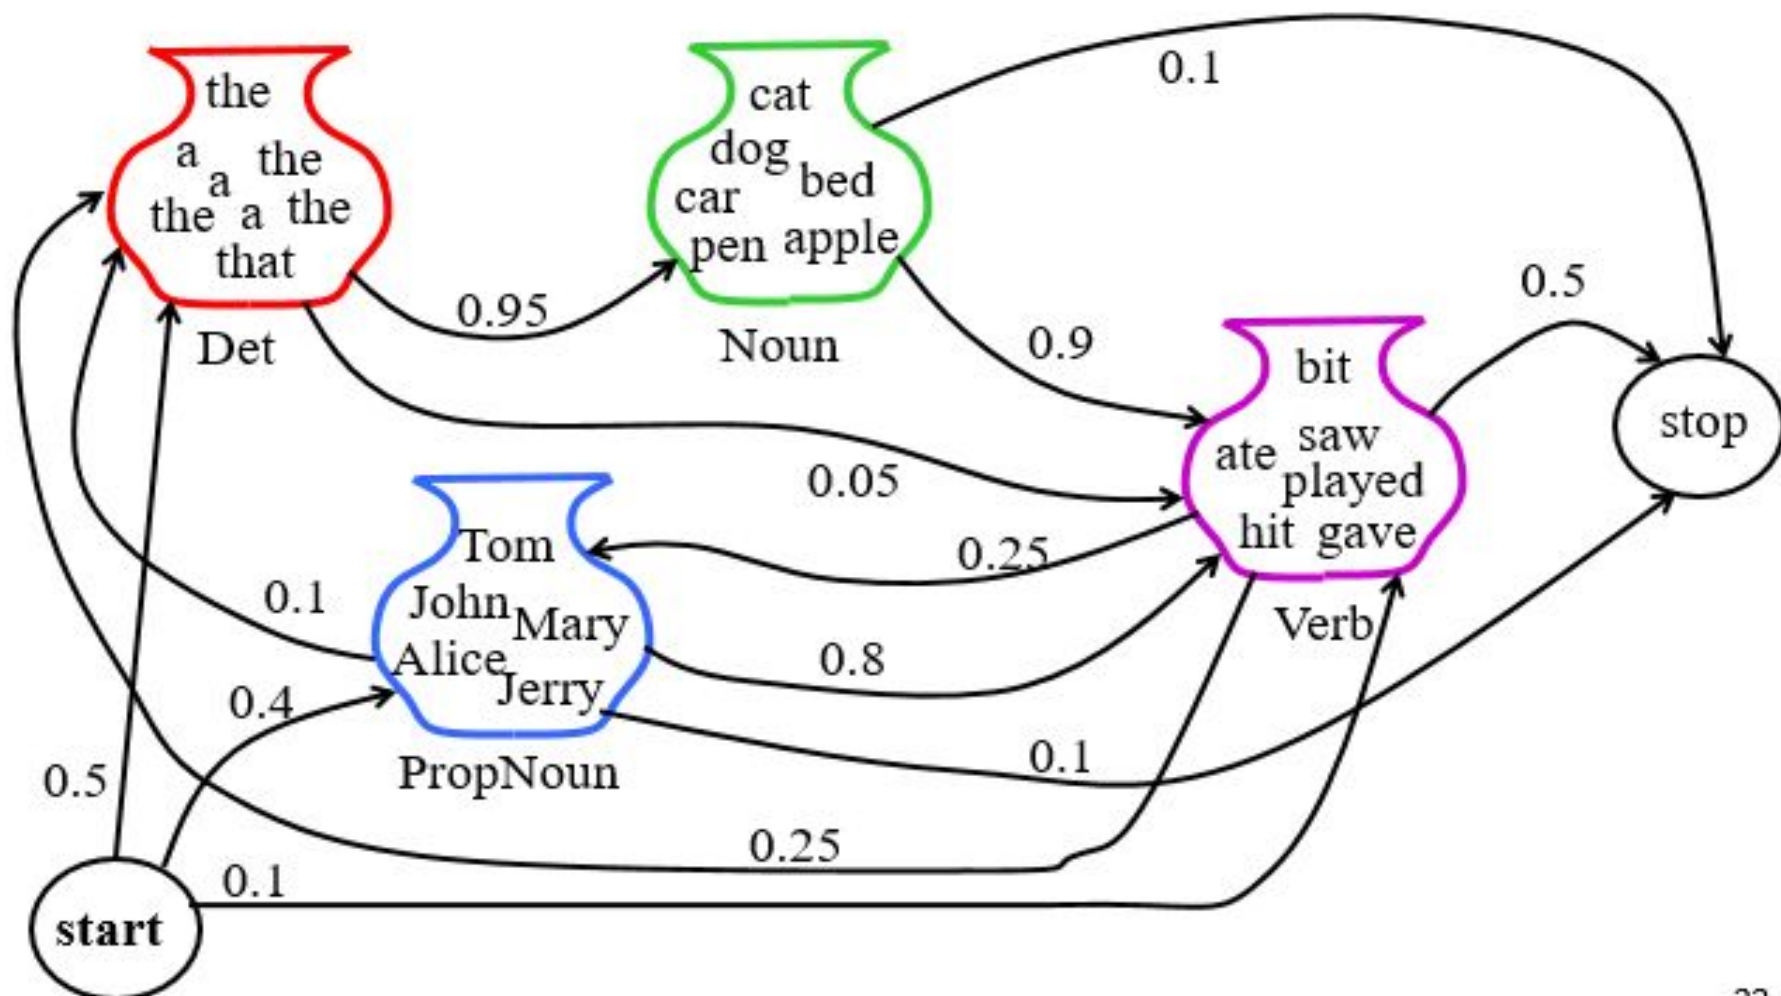 the
a
the
a
the a the
that
Det
cat
dog
bed
car
pen apple
Noun
0.1
0.95
0.9
0.5
bit
saw
ate
played
hit gave
Verb
stop
0.05
0.25
Tom
John
Mary
Alice
Jerry
PropNoun
0.1
0.8
0.4
0.1
0.5
0.25
0.1
start